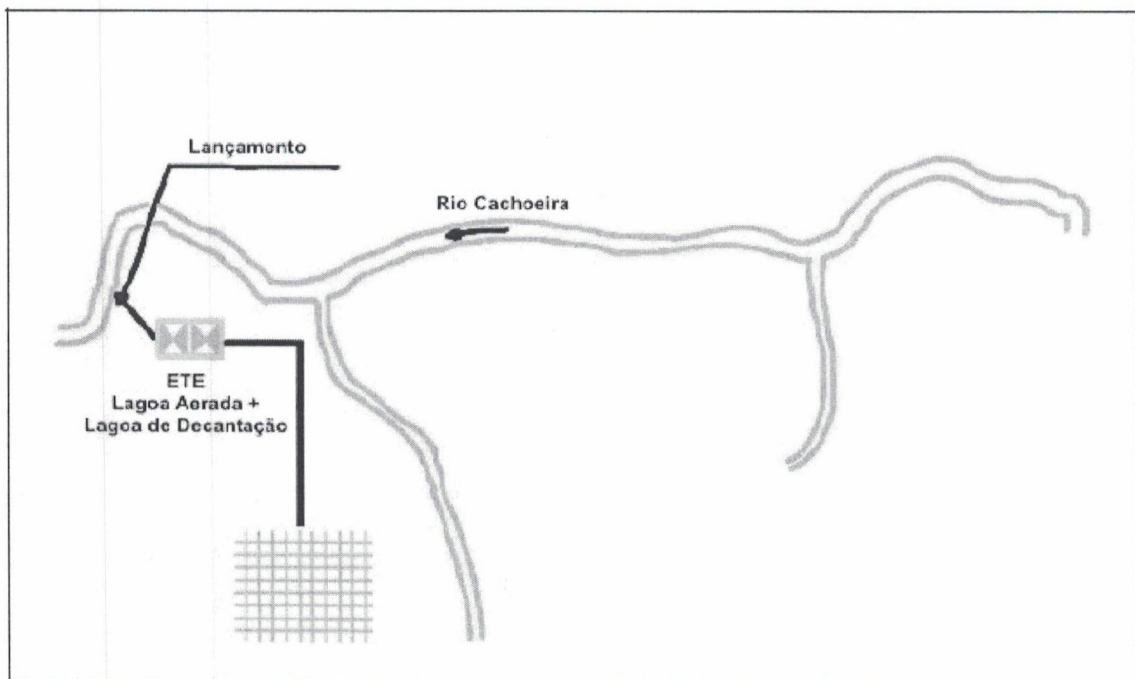 Lançamento
Rio Cachoeira
ETE
Lagoa Aerada +
Lagoa de Decantação